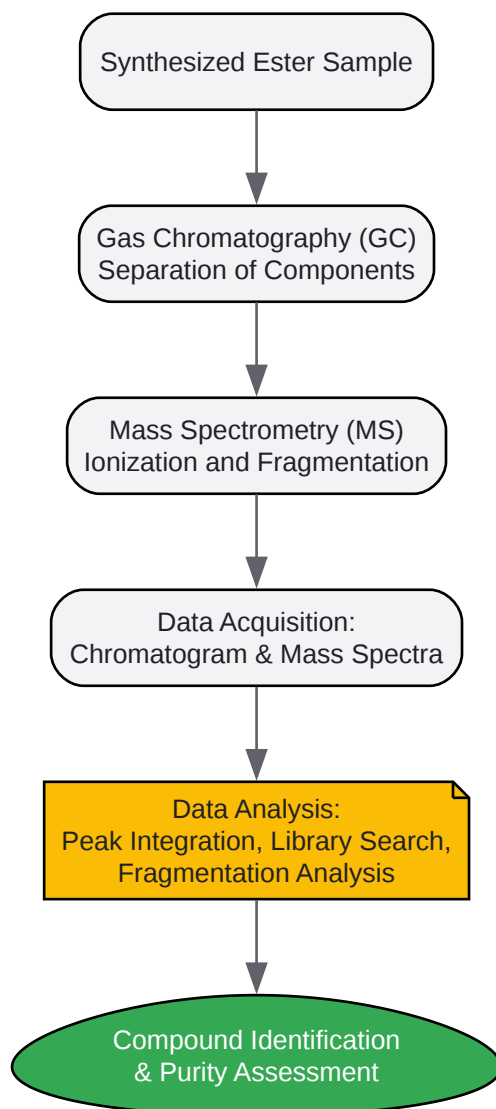 Synthesized Ester Sample
Gas Chromatography (GC)
Separation of Components
Mass Spectrometry (MS)
Ionization and Fragmentation
Data Acquisition:
Chromatogram & Mass Spectra
Data Analysis:
Peak Integration, Library Search,
Fragmentation Analysis
Compound Identification
& Purity Assessment